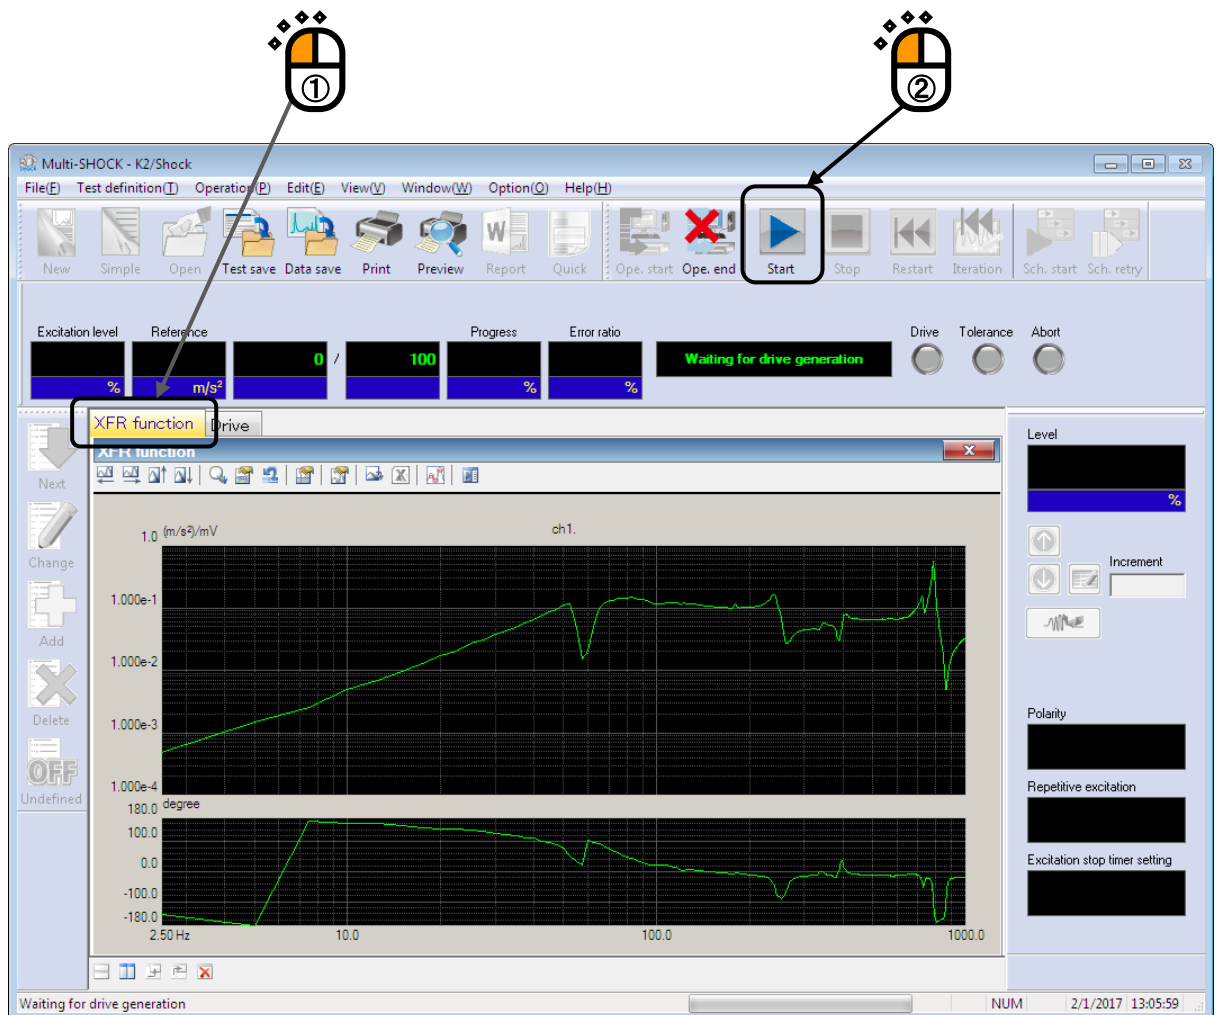 ①
②
Multi-SHOCK - K2/Shock
File(F) Test definition(T) Operation(P) Edit(E) View(V) Window(W) Option(O) Help(H)
New Simple Open Test save Data save Print Preview Report Quick Ope. start Ope. end Start Stop Restart Iteration Sch. start Sch. retry
Excitation level Reference Progress Error ratio Drive Tolerance Abort
0 / 100 Waiting for drive generation
% m/s² % %
XFR function Drive
XFR function
Level
%
Next
Change
Add
Delete
OFF
Undefined
1.0 (m/s²)/mV ch1.
1.000e-1
1.000e-2
1.000e-3
1.000e-4
180.0 degree
100.0
0.0
-100.0
-180.0
2.50 Hz 10.0 100.0 1000.0
Increment
Polarity
Repetitive excitation
Excitation stop timer setting
Waiting for drive generation NUM 2/1/2017 13:05:59